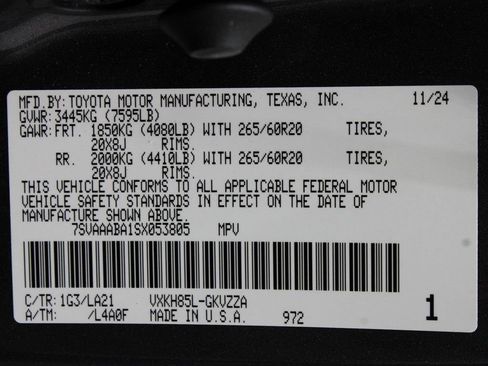 MFD.BY: TOYOTA MOTOR MANUFACTURING, TEXAS, INC. 11/24
GVWR: 3445KG (7595LB)
GAWR: FRT. 1850KG (4080LB) WITH 265/60R20 TIRES,
20X8J RIMS.
RR. 2000KG (4410LB) WITH 265/60R20 TIRES,
20X8J RIMS.
THIS VEHICLE CONFORMS TO ALL APPLICABLE FEDERAL MOTOR
VEHICLE SAFETY STANDARDS IN EFFECT ON THE DATE OF
MANUFACTURE SHOWN ABOVE.
7SVAAABA1SX053805 MPV
C/TR: 1G3/LA21 VXKH85L-GKVZZA
A/TM: /L4A0F MADE IN U.S.A. 972 1